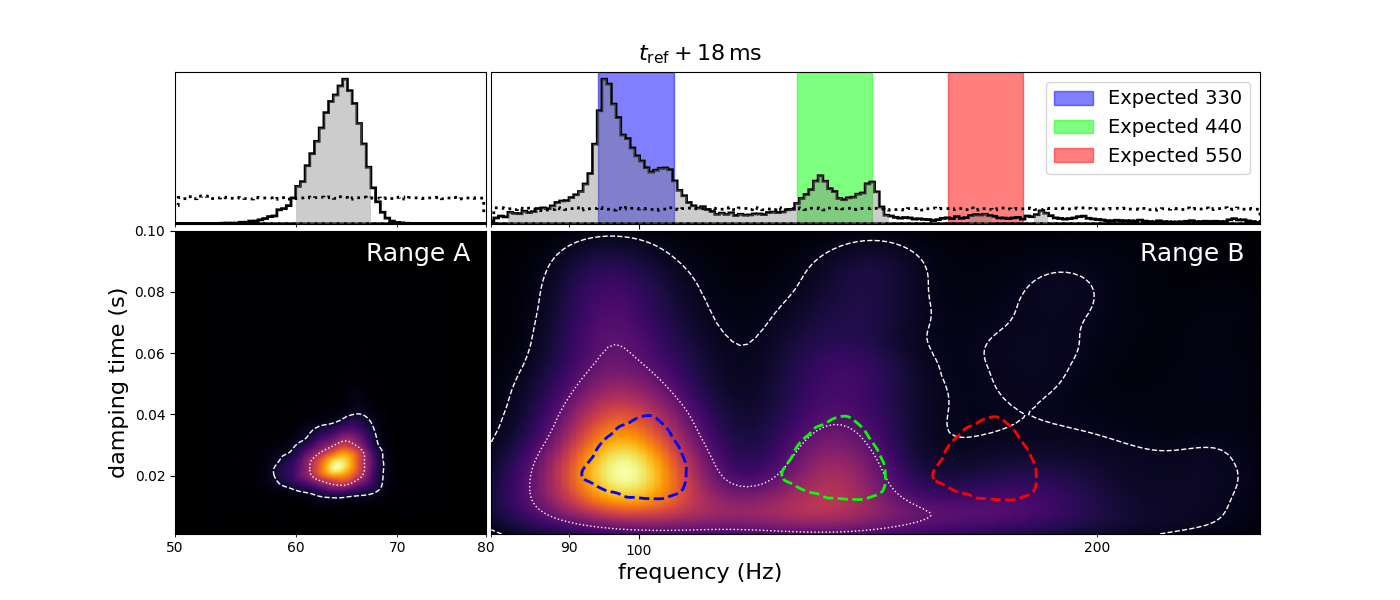 t_ref + 18 ms
Expected 330
Expected 440
Expected 550
Range A
Range B
0.10
0.08
0.06
0.04
0.02
damping time (s)
50 60 70 80 90 100 200
frequency (Hz)